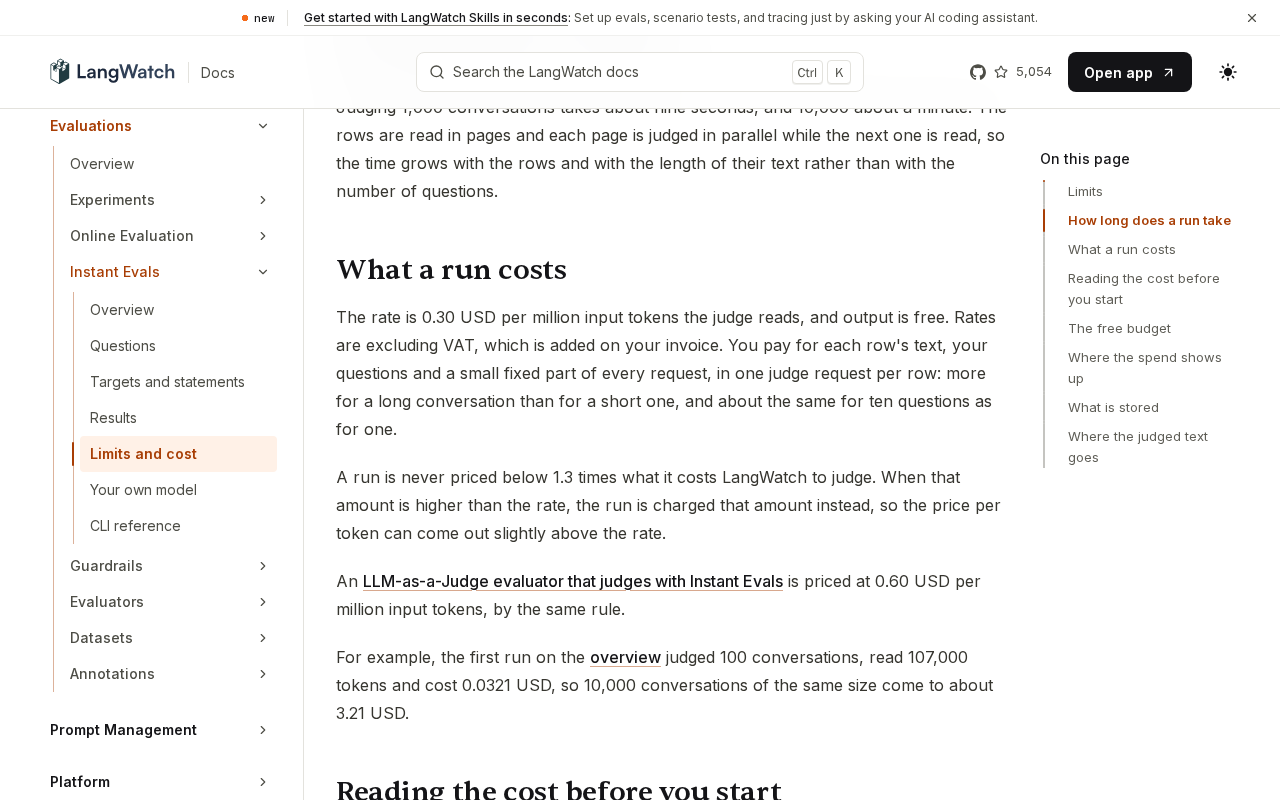 new
Get started with LangWatch Skills in seconds: Set up evals, scenario tests, and tracing just by asking your AI coding assistant.
LangWatch
Docs
Search the LangWatch docs
Ctrl
K
5,054
Open app
Evaluations
Overview
Experiments
Online Evaluation
Instant Evals
Overview
Questions
Targets and statements
Results
Limits and cost
Your own model
CLI reference
Guardrails
Evaluators
Datasets
Annotations
Prompt Management
Platform
Judging 1,000 conversations takes about nine seconds, and 10,000 about a minute. The
rows are read in pages and each page is judged in parallel while the next one is read, so
the time grows with the rows and with the length of their text rather than with the
number of questions.
What a run costs
The rate is 0.30 USD per million input tokens the judge reads, and output is free. Rates
are excluding VAT, which is added on your invoice. You pay for each row's text, your
questions and a small fixed part of every request, in one judge request per row: more
for a long conversation than for a short one, and about the same for ten questions as
for one.
A run is never priced below 1.3 times what it costs LangWatch to judge. When that
amount is higher than the rate, the run is charged that amount instead, so the price per
token can come out slightly above the rate.
An LLM-as-a-Judge evaluator that judges with Instant Evals is priced at 0.60 USD per
million input tokens, by the same rule.
For example, the first run on the overview judged 100 conversations, read 107,000
tokens and cost 0.0321 USD, so 10,000 conversations of the same size come to about
3.21 USD.
Reading the cost before you start
On this page
Limits
How long does a run take
What a run costs
Reading the cost before
you start
The free budget
Where the spend shows
up
What is stored
Where the judged text
goes